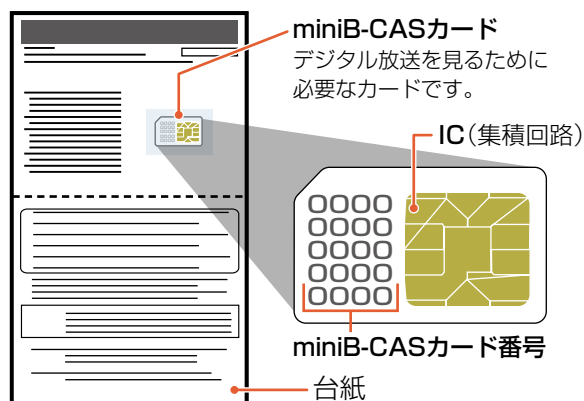 miniB-CASカード
デジタル放送を見るために
必要なカードです。
IC（集積回路）
0000
0000
0000
0000
0000
miniB-CASカード番号
台紙